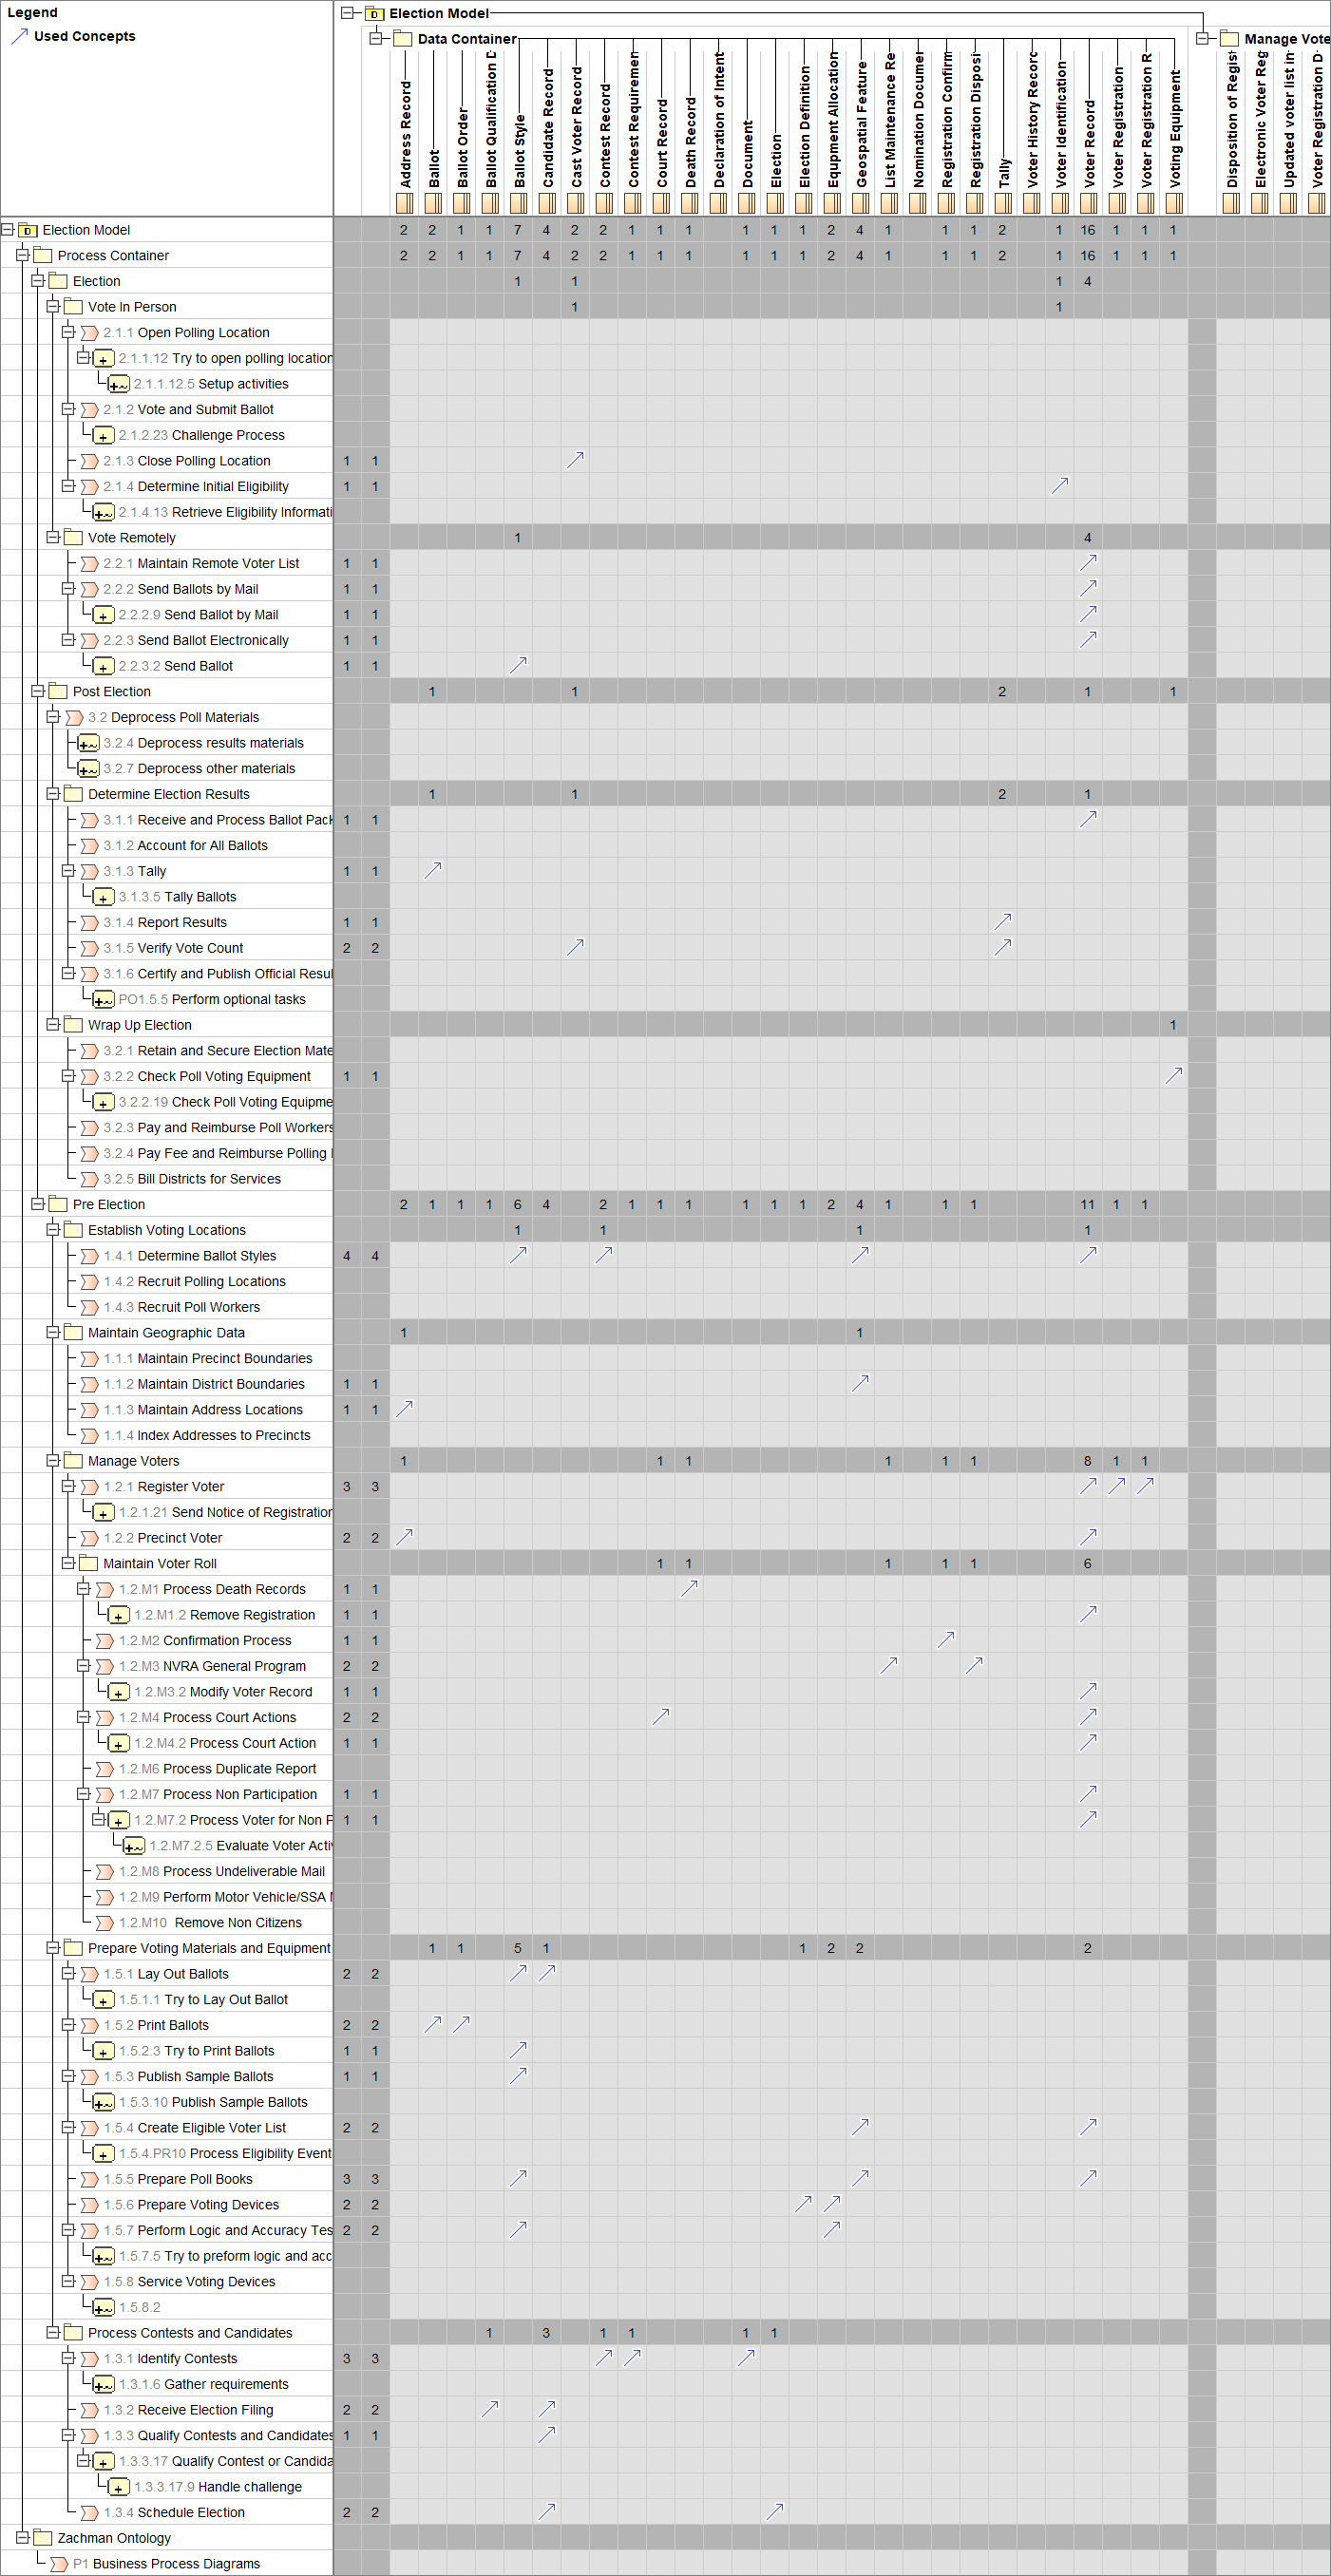 Legend
Used Concepts
Election Model
Data Container
Manage Vote
Address Record
Ballot
Ballot Order
Ballot Qualification D
Ballot Style
Candidate Record
Cast Voter Record
Contest Record
Contest Requiremen
Court Record
Death Record
Declaration of Intent
Document
Election
Election Definition
Equpment Allocation
Geospatial Feature
List Maintenance Re
Nomination Documer
Registration Confirm
Registration Disposi
Tally
Voter History Recorc
Voter Identification
Voter Record
Voter Registration
Voter Registration R
Voting Equipment
Disposition of Regis
Electronic Voter Reg
Updated voter list in
Voter Registration D
Election Model 2 2 1 1 7 4 2 2 1 1 1 1 1 1 2 4 1 1 1 2 1 16 1 1 1
Process Container 2 2 1 1 7 4 2 2 1 1 1 1 1 1 2 4 1 1 1 2 1 16 1 1 1
Election 1 1 1 4
Vote In Person 1 1
2.1.1 Open Polling Location
2.1.1.12 Try to open polling location
2.1.1.12.5 Setup activities
2.1.2 Vote and Submit Ballot
2.1.2.23 Challenge Process
2.1.3 Close Polling Location 1 1
2.1.4 Determine Initial Eligibility 1 1
2.1.4.13 Retrieve Eligibility Informati
Vote Remotely 1 4
2.2.1 Maintain Remote Voter List 1 1
2.2.2 Send Ballots by Mail 1 1
2.2.2.9 Send Ballot by Mail 1 1
2.2.3 Send Ballot Electronically 1 1
2.2.3.2 Send Ballot 1 1
Post Election 1 1 2 1 1
3.2 Deprocess Poll Materials
3.2.4 Deprocess results materials
3.2.7 Deprocess other materials
Determine Election Results 1 1 2 1
3.1.1 Receive and Process Ballot Pack 1 1
3.1.2 Account for All Ballots
3.1.3 Tally 1 1
3.1.3.5 Tally Ballots
3.1.4 Report Results 1 1
3.1.5 Verify Vote Count 2 2
3.1.6 Certify and Publish Official Resul
PO1.5.5 Perform optional tasks
Wrap Up Election 1
3.2.1 Retain and Secure Election Mate
3.2.2 Check Poll Voting Equipment 1 1
3.2.2.19 Check Poll Voting Equipme
3.2.3 Pay and Reimburse Poll Workers
3.2.4 Pay Fee and Reimburse Polling
3.2.5 Bill Districts for Services
Pre Election 2 1 1 1 6 4 2 1 1 1 1 1 1 2 4 1 1 1 11 1 1
Establish Voting Locations 1 1 1 1
1.4.1 Determine Ballot Styles 4 4
1.4.2 Recruit Polling Locations
1.4.3 Recruit Poll Workers
Maintain Geographic Data 1 1
1.1.1 Maintain Precinct Boundaries
1.1.2 Maintain District Boundaries 1 1
1.1.3 Maintain Address Locations 1 1
1.1.4 Index Addresses to Precincts
Manage Voters 1 1 1 1 1 1 8 1 1
1.2.1 Register Voter 3 3
1.2.1.21 Send Notice of Registration
1.2.2 Precinct Voter 2 2
Maintain Voter Roll 1 1 1 1 1 6
1.2.M1 Process Death Records 1 1
1.2.M1.2 Remove Registration 1 1
1.2.M2 Confirmation Process 1 1
1.2.M3 NVRA General Program 2 2
1.2.M3.2 Modify Voter Record 1 1
1.2.M4 Process Court Actions 2 2
1.2.M4.2 Process Court Action 1 1
1.2.M6 Process Duplicate Report
1.2.M7 Process Non Participation 1 1
1.2.M7.2 Process Voter for Non P 1 1
1.2.M7.2.5 Evaluate Voter Activ
1.2.M8 Process Undeliverable Mail
1.2.M9 Perform Motor Vehicle/SSA
1.2.M10 Remove Non Citizens
Prepare Voting Materials and Equipment 1 1 5 1 1 2 2 2
1.5.1 Lay Out Ballots 2 2
1.5.1.1 Try to Lay Out Ballot
1.5.2 Print Ballots 2 2
1.5.2.3 Try to Print Ballots 1 1
1.5.3 Publish Sample Ballots 1 1
1.5.3.10 Publish Sample Ballots
1.5.4 Create Eligible Voter List 2 2
1.5.4.PR10 Process Eligibility Event
1.5.5 Prepare Poll Books 3 3
1.5.6 Prepare Voting Devices 2 2
1.5.7 Perform Logic and Accuracy Tes 2 2
1.5.7.5 Try to preform logic and acc
1.5.8 Service Voting Devices
1.5.8.2
Process Contests and Candidates 1 3 1 1 1 1
1.3.1 Identify Contests 3 3
1.3.1.6 Gather requirements
1.3.2 Receive Election Filing 2 2
1.3.3 Qualify Contests and Candidates 1 1
1.3.3.17 Qualify Contest or Candida
1.3.3.17.9 Handle challenge
1.3.4 Schedule Election 2 2
Zachman Ontology
P1 Business Process Diagrams